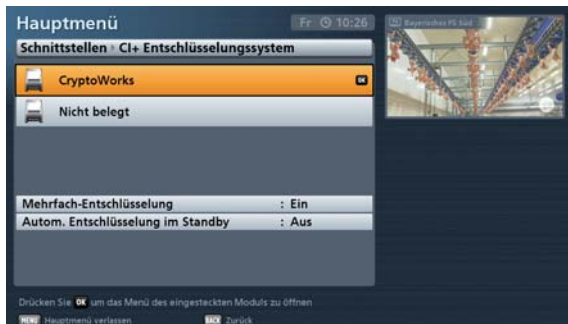 Hauptmenü
Fr 10:26
Bayerisches FS Süd
Schnittstellen › CI+ Entschlüsselungssystem
CryptoWorks OK
Nicht belegt
Mehrfach-Entschlüsselung : Ein
Autom. Entschlüsselung im Standby : Aus
Drücken Sie OK um das Menü des eingesteckten Moduls zu öffnen
MENU Hauptmenü verlassen BACK Zurück